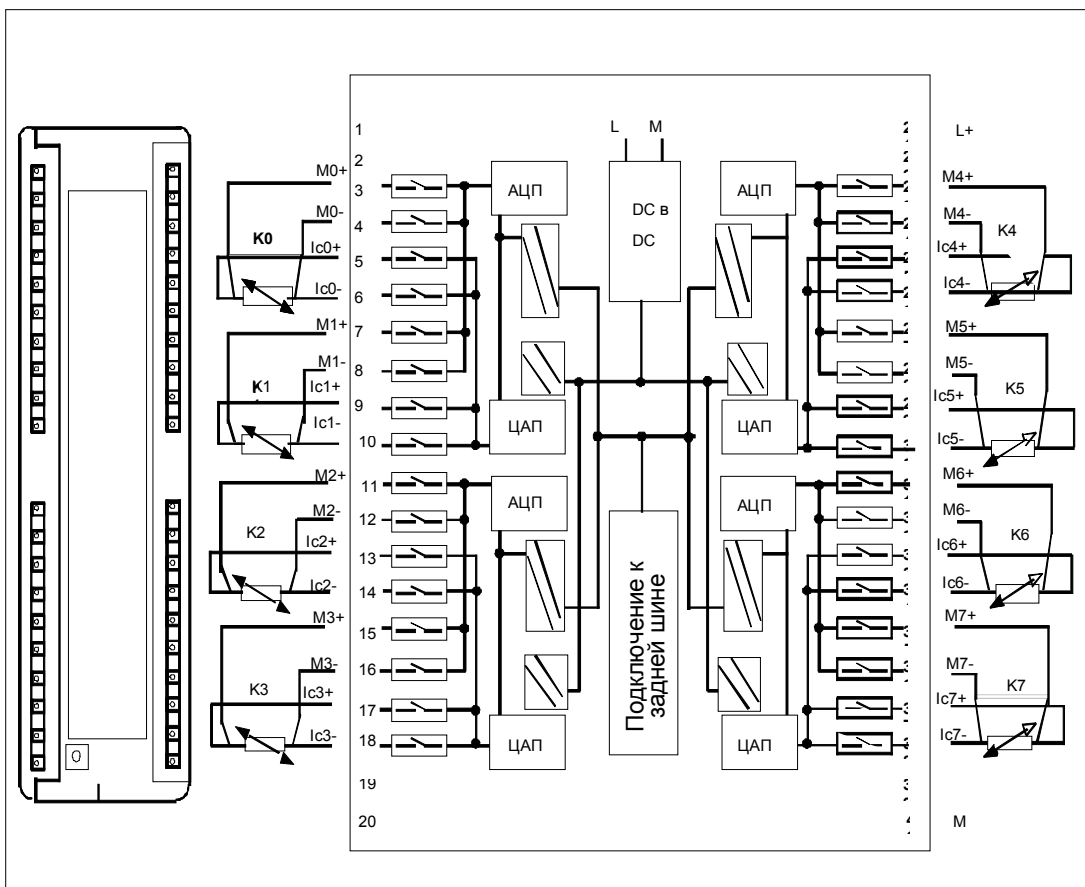 1
2
3
4
5
6
7
8
9
10
11
12
13
14
15
16
17
18
19
20
M0+
M0-
K0
Ic0+
Ic0-
M1+
M1-
K1
Ic1+
Ic1-
M2+
M2-
K2
Ic2+
Ic2-
M3+
M3-
K3
Ic3+
Ic3-
L M
АЦП
АЦП
DC в
DC
ЦАП
ЦАП
АЦП
АЦП
Подключение к
задней шине
ЦАП
ЦАП
L+
M4+
M4-
K4
Ic4+
Ic4-
M5+
M5-
K5
Ic5+
Ic5-
M6+
M6-
K6
Ic6+
Ic6-
M7+
M7-
K7
Ic7+
Ic7-
M